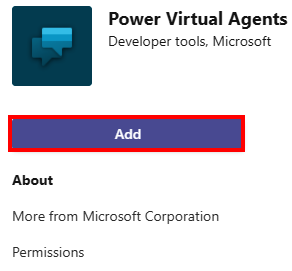 Power Virtual Agents
Developer tools, Microsoft
Add
About
More from Microsoft Corporation
Permissions